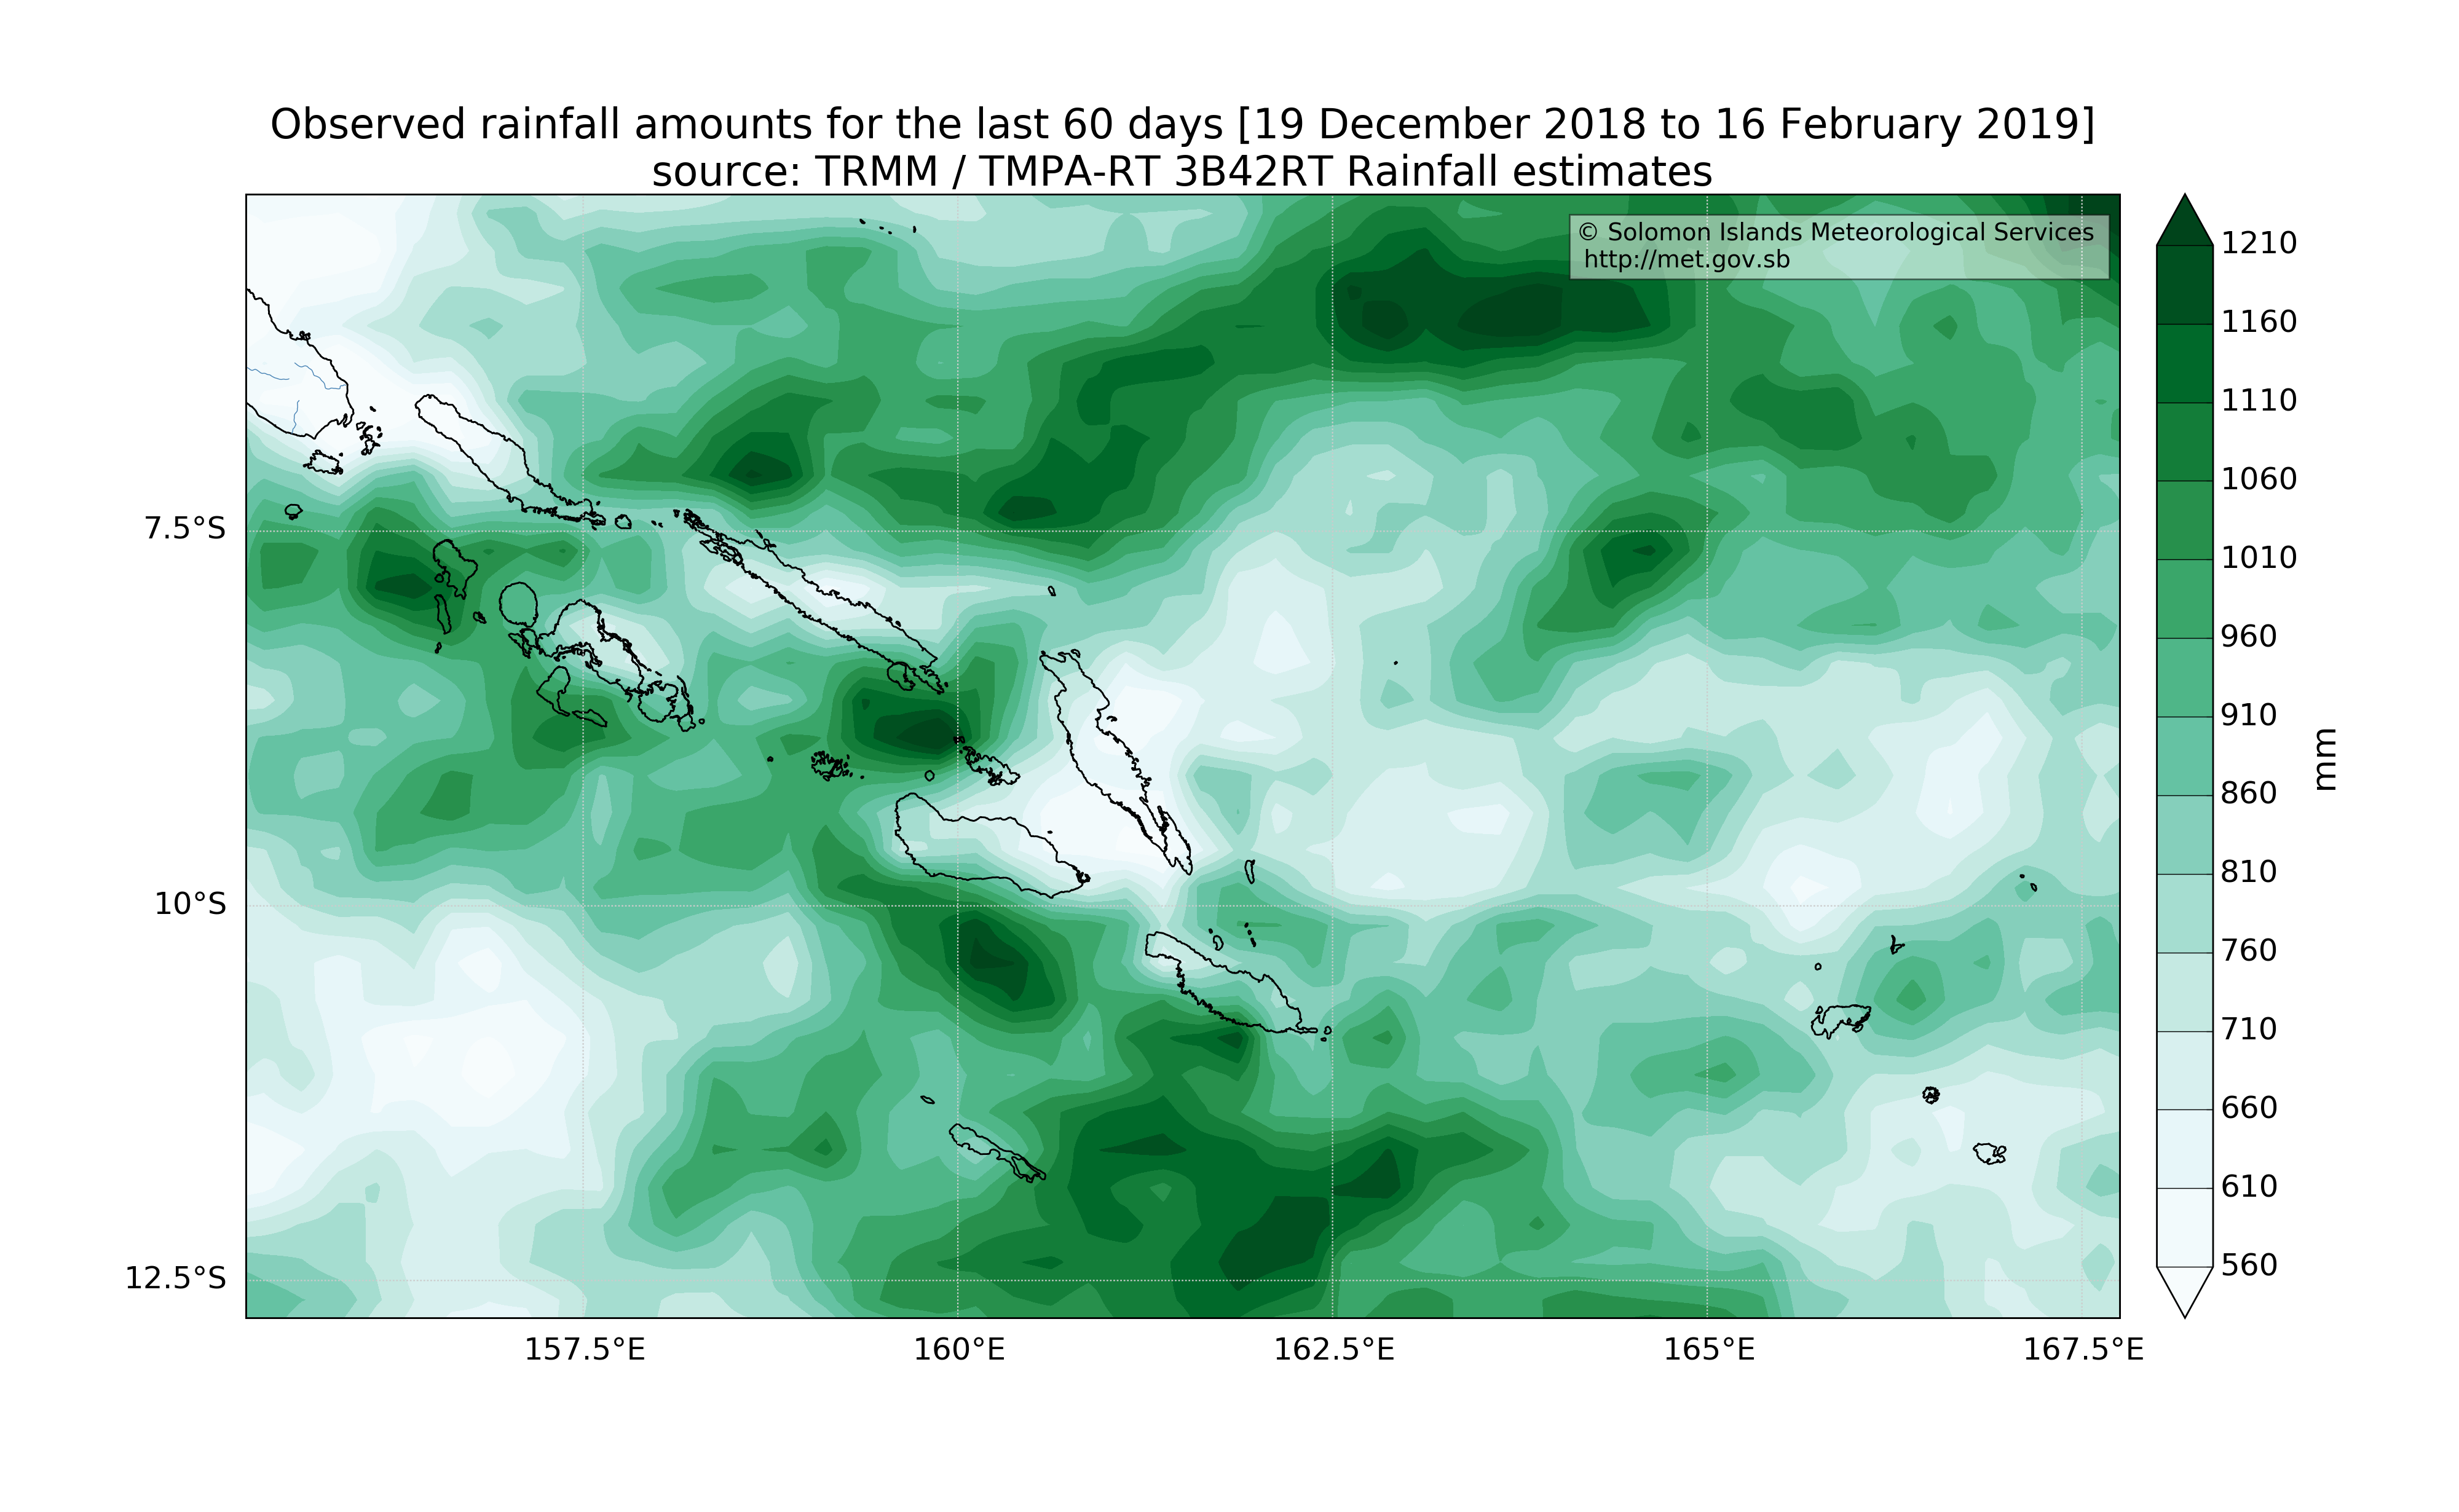 Observed rainfall amounts for the last 60 days [19 December 2018 to 16 February 2019]
source: TRMM / TMPA-RT 3B42RT Rainfall estimates
© Solomon Islands Meteorological Services
http://met.gov.sb
7.5°S
10°S
12.5°S
157.5°E
160°E
162.5°E
165°E
167.5°E
1210
1160
1110
1060
1010
960
910
860
810
760
710
660
610
560
mm